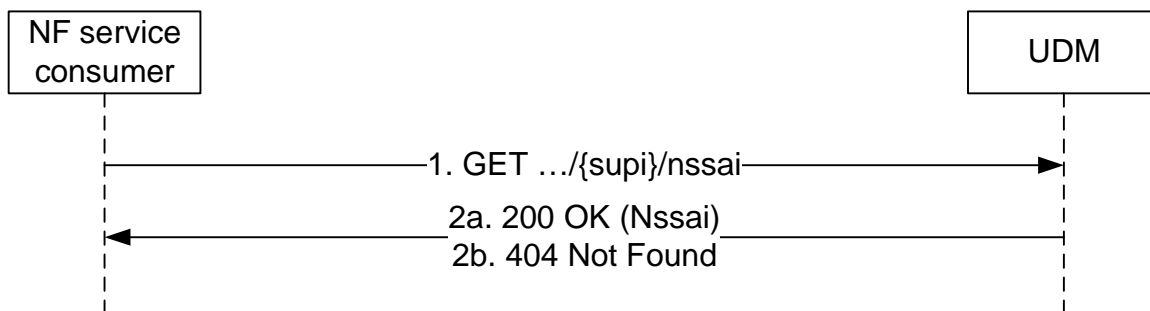 NF service
consumer
UDM
1. GET …/{supi}/nssai
2a. 200 OK (Nssai)
2b. 404 Not Found